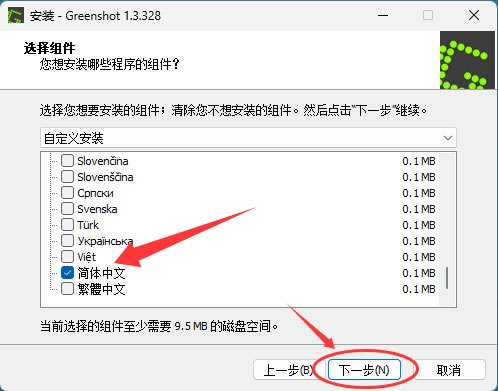 安装 - Greenshot 1.3.328
选择组件
您想安装哪些程序的组件？
选择您想要安装的组件；清除您不想安装的组件。然后点击“下一步”继续。
自定义安装
Slovenčina 0.1 MB
Slovenščina 0.1 MB
Српски 0.1 MB
Svenska 0.1 MB
Türk 0.1 MB
Українська 0.1 MB
Việt 0.1 MB
简体中文 0.1 MB
繁體中文 0.1 MB
当前选择的组件至少需要 9.5 MB 的磁盘空间。
上一步(B) 下一步(N) 取消